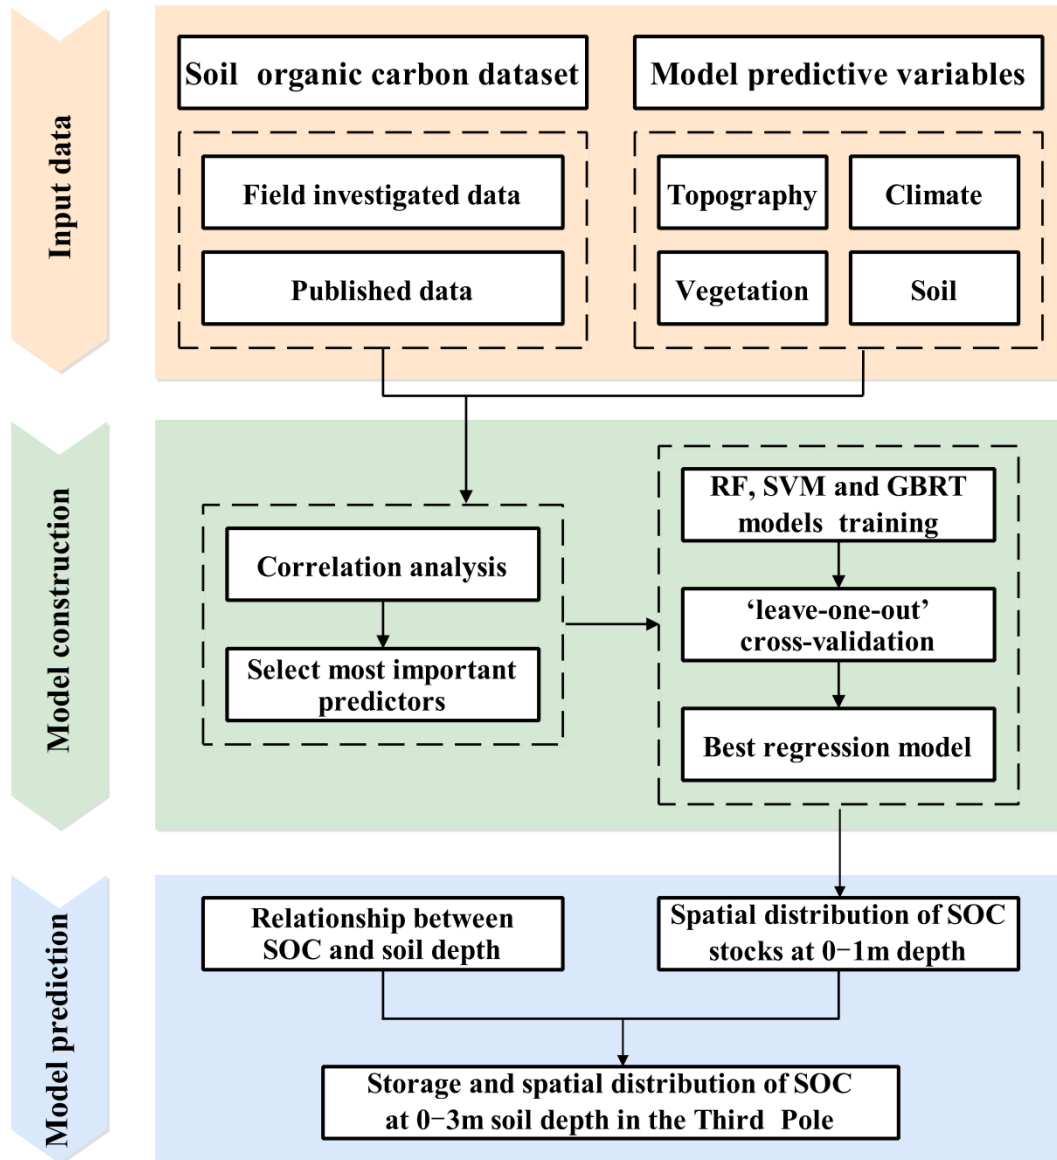 Input data
Soil organic carbon dataset
Model predictive variables
Field investigated data
Published data
Topography
Climate
Vegetation
Soil
Model construction
Correlation analysis
Select most important
predictors
RF, SVM and GBRT
models training
‘leave-one-out’
cross-validation
Best regression model
Model prediction
Relationship between
SOC and soil depth
Spatial distribution of SOC
stocks at 0−1m depth
Storage and spatial distribution of SOC
at 0−3m soil depth in the Third Pole